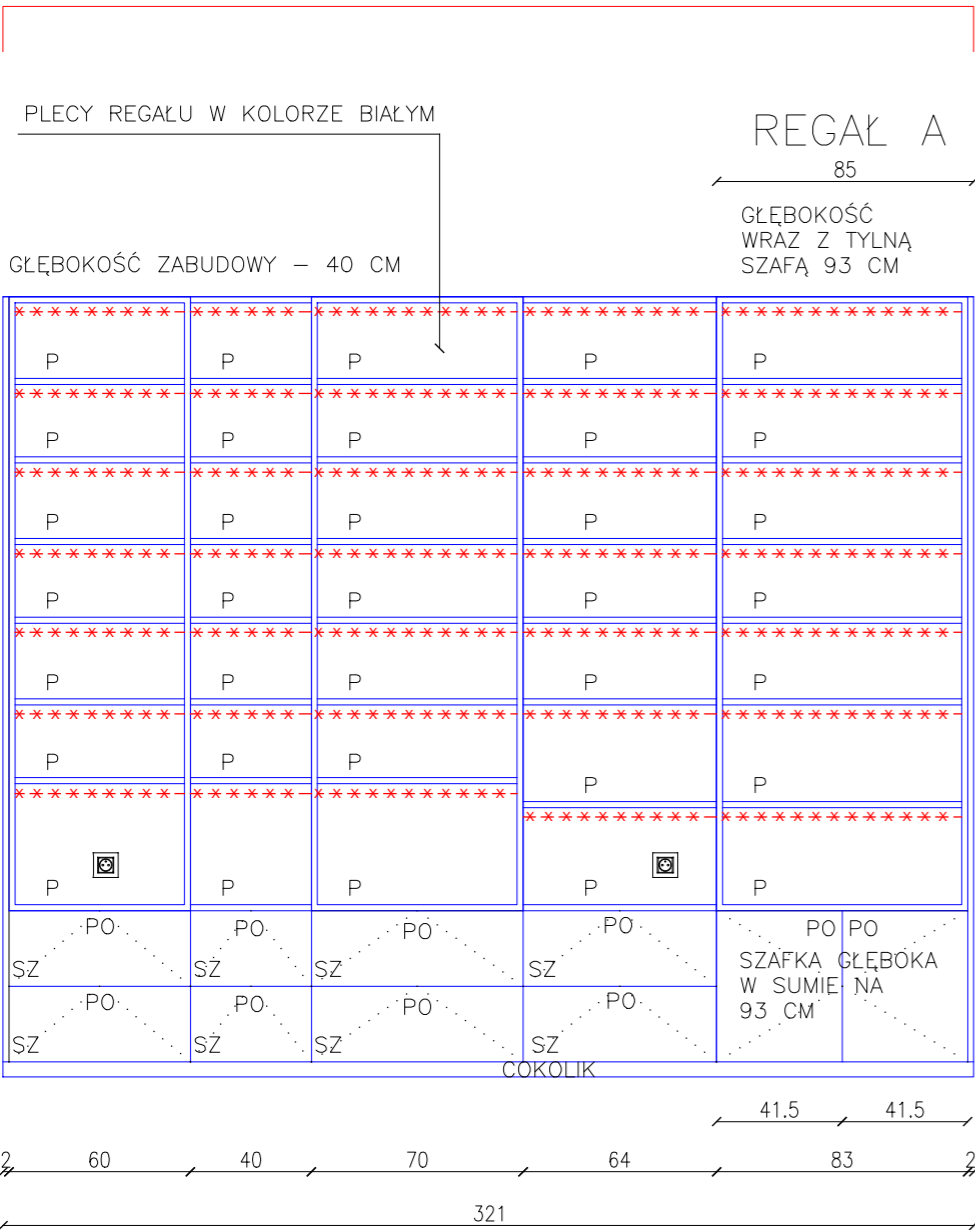 PLECY REGAŁU W KOLORZE BIAŁYM
REGAŁ A
85
GŁĘBOKOŚĆ
WRAZ Z TYLNĄ
SZAFĄ 93 CM
GŁĘBOKOŚĆ ZABUDOWY – 40 CM
P P P P P
P P P P P
P P P P P
P P P P P
P P P P P
P P P
P P
P P P P P
PO PO PO PO PO PO
SZ SZ SZ SZ
SZAFKA GŁĘBOKA
W SUMIE NA
93 CM
PO PO PO PO
SZ SZ SZ SZ
COKOLIK
41.5 41.5
2 60 40 70 64 83 2
321